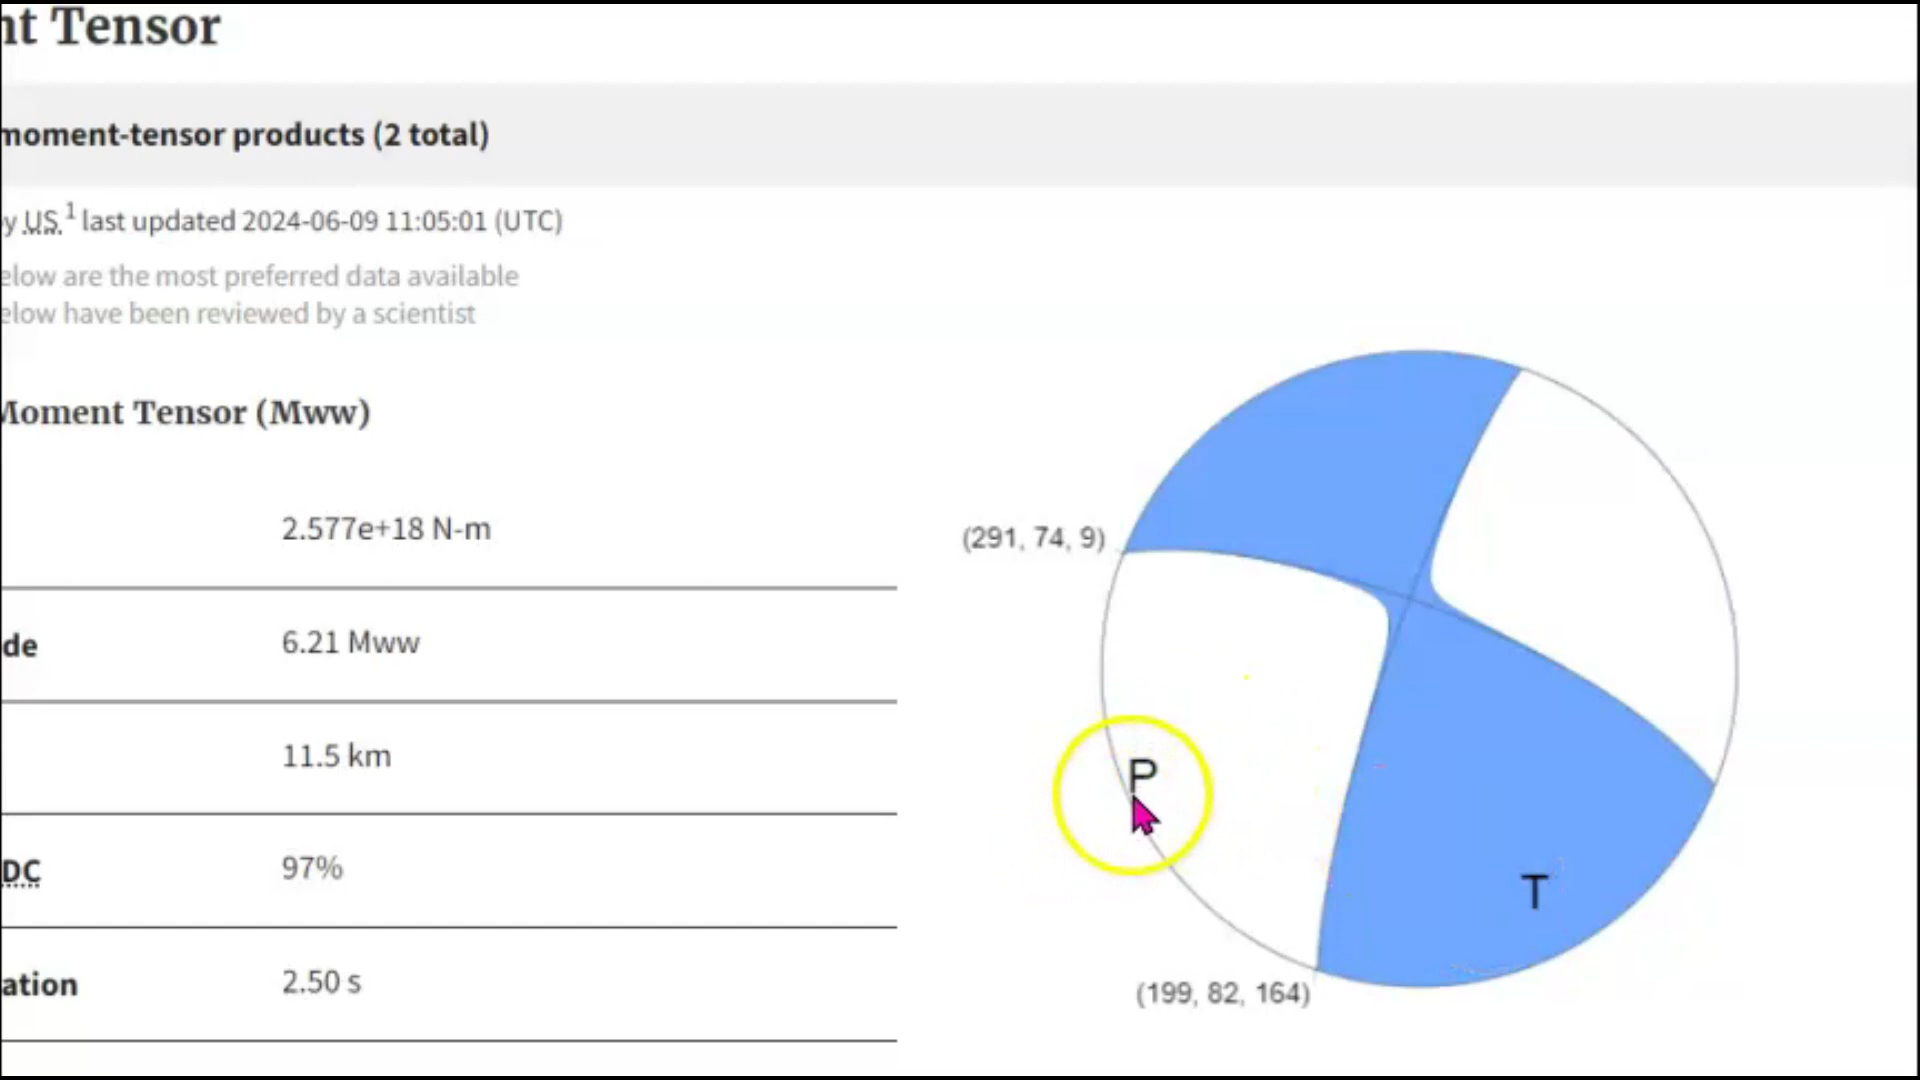 nt Tensor
moment-tensor products (2 total)
y US 1 last updated 2024-06-09 11:05:01 (UTC)
elow are the most preferred data available
elow have been reviewed by a scientist
Moment Tensor (Mww)
2.577e+18 N-m
de 6.21 Mww
11.5 km
DC 97%
ation 2.50 s
(291, 74, 9)
P
T
(199, 82, 164)